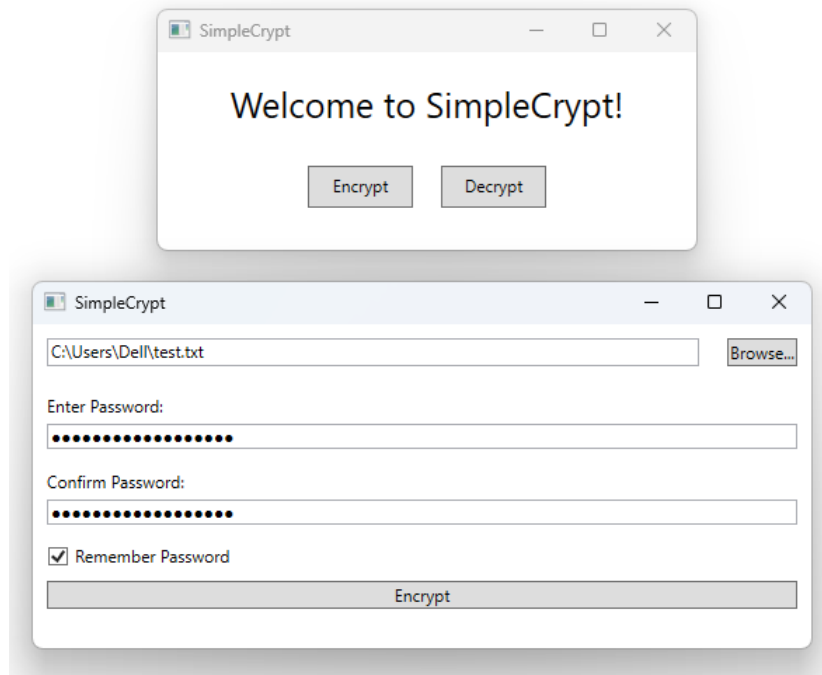 SimpleCrypt
Welcome to SimpleCrypt!
Encrypt Decrypt
SimpleCrypt
C:\Users\Dell\test.txt Browse...
Enter Password:
••••••••••••••••••
Confirm Password:
••••••••••••••••••
Remember Password
Encrypt